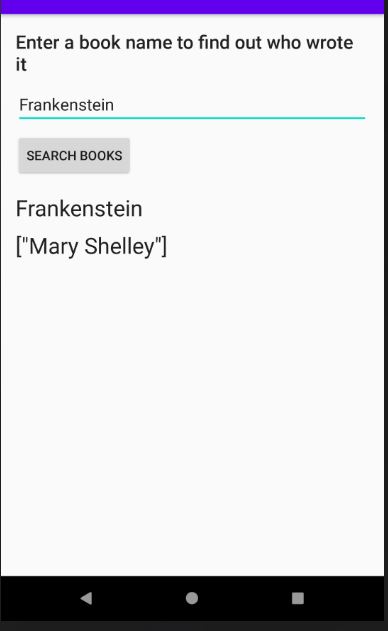 Enter a book name to find out who wrote
it
Frankenstein
SEARCH BOOKS
Frankenstein
["Mary Shelley"]